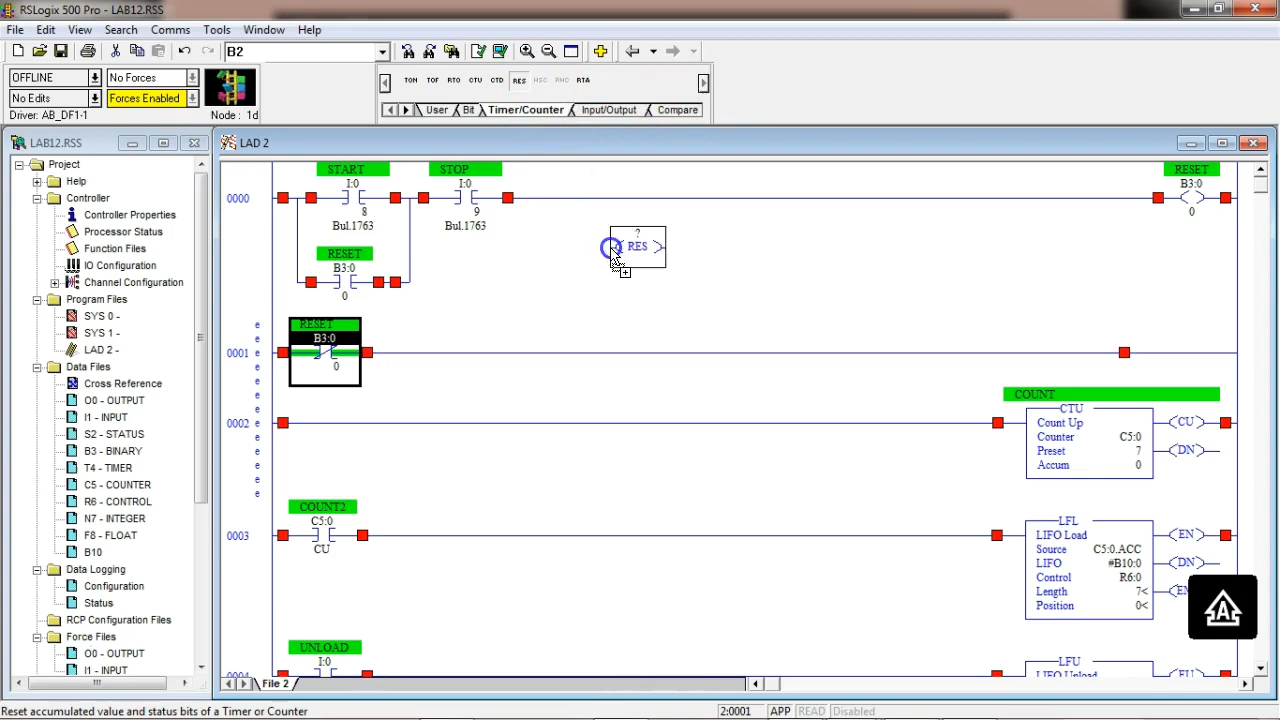 RSLogix 500 Pro - LAB12.RSS
File Edit View Search Comms Tools Window Help
B2
OFFLINE No Forces
No Edits Forces Enabled
Driver: AB_DF1-1 Node : 1d
TON TOF RTO CTU CTD RES HSC RHC RTA
User Bit Timer/Counter Input/Output Compare
LAB12.RSS
Project
Help
Controller
Controller Properties
Processor Status
Function Files
IO Configuration
Channel Configuration
Program Files
SYS 0 -
SYS 1 -
LAD 2 -
Data Files
Cross Reference
O0 - OUTPUT
I1 - INPUT
S2 - STATUS
B3 - BINARY
T4 - TIMER
C5 - COUNTER
R6 - CONTROL
N7 - INTEGER
F8 - FLOAT
B10
Data Logging
Configuration
Status
RCP Configuration Files
Force Files
O0 - OUTPUT
I1 - INPUT
LAD 2
0000
START
I:0
8
Bul.1763
STOP
I:0
9
Bul.1763
RESET
B3:0
0
RESET
B3:0
0
?
RES
0001
e
e
e
e
e
e
e
e
e
e
e
e
e
RESET
B3:0
0
0002
COUNT
CTU
Count Up
Counter C5:0
Preset 7
Accum 0
CU
DN
0003
COUNT2
C5:0
CU
LFL
LIFO Load
Source C5:0.ACC
LIFO #B10:0
Control R6:0
Length 7<
Position 0<
EN
DN
0004
UNLOAD
I:0
LFU
LIFO Unload
EU
A
File 2
Reset accumulated value and status bits of a Timer or Counter
2:0001 APP READ Disabled